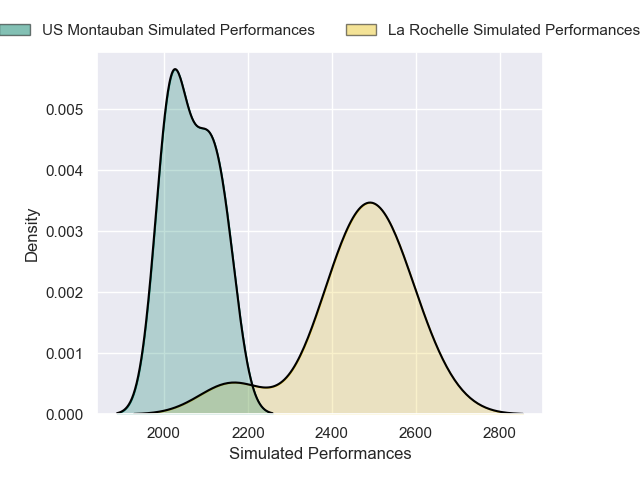 US Montauban Simulated Performances La Rochelle Simulated Performances
0.005
0.004
0.003
0.002
0.001
0.000
Density
2000 2200 2400 2600 2800
Simulated Performances